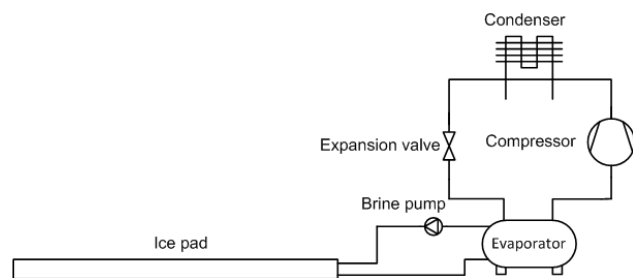 Condenser
Expansion valve
Compressor
Brine pump
Ice pad
Evaporator